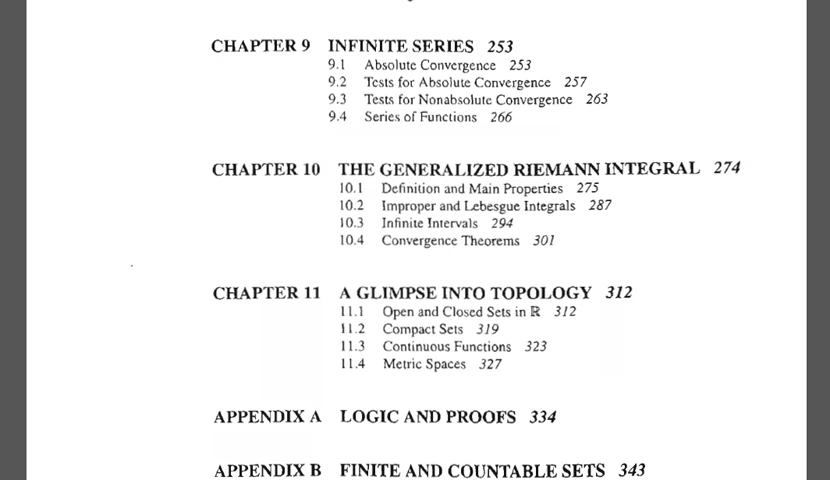 CHAPTER 9 INFINITE SERIES 253
9.1 Absolute Convergence 253
9.2 Tests for Absolute Convergence 257
9.3 Tests for Nonabsolute Convergence 263
9.4 Series of Functions 266
CHAPTER 10 THE GENERALIZED RIEMANN INTEGRAL 274
10.1 Definition and Main Properties 275
10.2 Improper and Lebesgue Integrals 287
10.3 Infinite Intervals 294
10.4 Convergence Theorems 301
CHAPTER 11 A GLIMPSE INTO TOPOLOGY 312
11.1 Open and Closed Sets in ℝ 312
11.2 Compact Sets 319
11.3 Continuous Functions 323
11.4 Metric Spaces 327
APPENDIX A LOGIC AND PROOFS 334
APPENDIX B FINITE AND COUNTABLE SETS 343